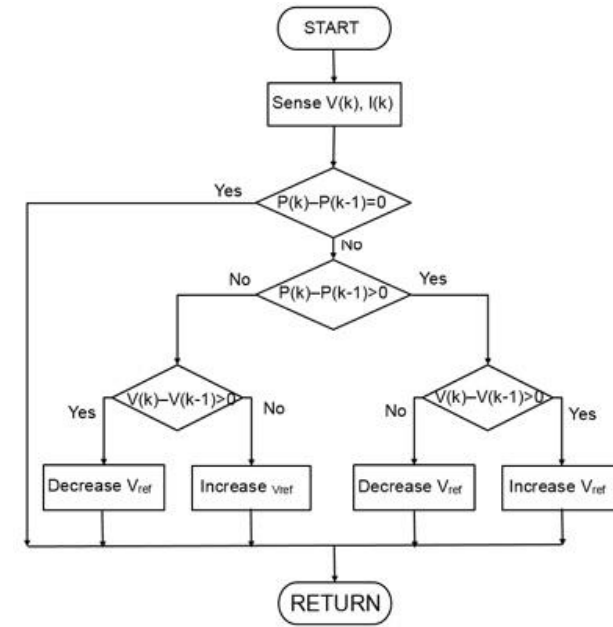 START
Sense V(k), I(k)
Yes
P(k)–P(k-1)=0
No
No
P(k)–P(k-1)>0
Yes
Yes
V(k)–V(k-1)>0
No
No
V(k)–V(k-1)>0
Yes
Decrease Vref
Increase Vref
Decrease Vref
Increase Vref
RETURN